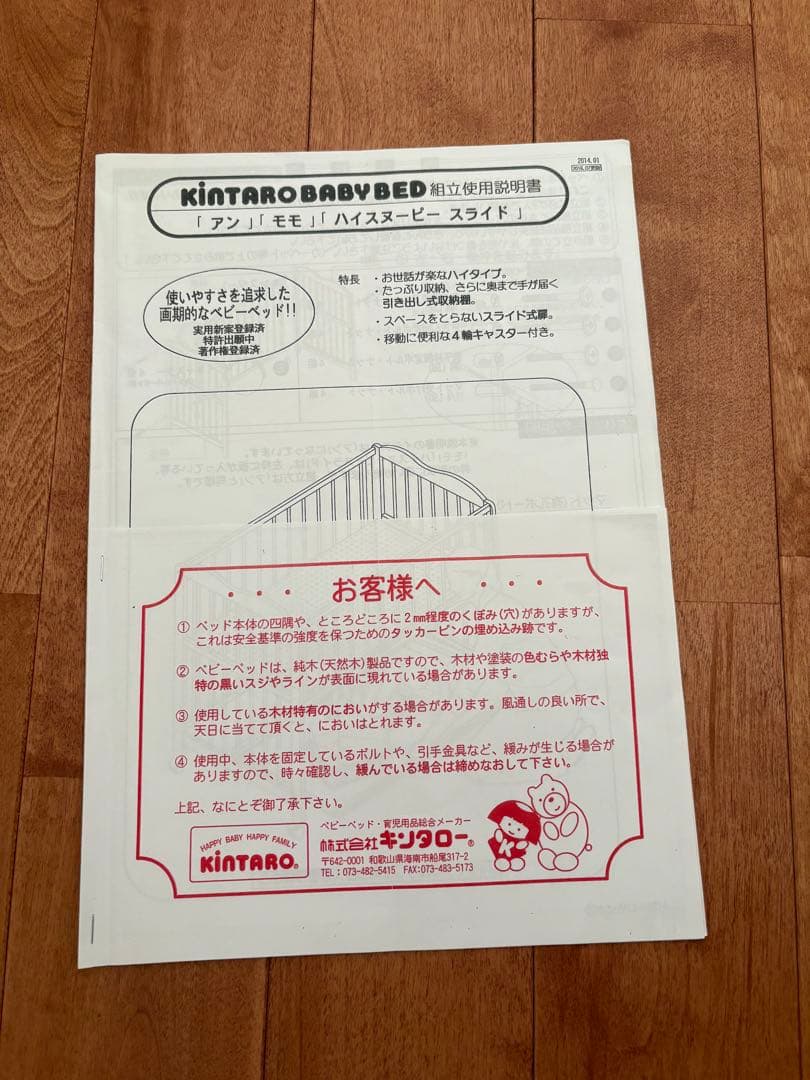 2014.01
KiNTARO BABY BED 組立使用説明書
「 アン 」「 モモ 」「 ハイスヌーピー スライド 」
使いやすさを追求した
画期的なベビーベッド!!
実用新案登録済
特許出願中
著作権登録済
特長 ・お世話が楽なハイタイプ。
・たっぷり収納、さらに奥まで手が届く
引き出し式収納棚。
・スペースをとらないスライド式扉。
・移動に便利な4輪キャスター付き。
・・・ お客様へ ・・・
① ベッド本体の四隅や、ところどころに2mm程度のくぼみ(穴)がありますが、
これは安全基準の強度を保つためのタッカーピンの埋め込み跡です。
② ベビーベッドは、純木(天然木)製品ですので、木材や塗装の色むらや木材独
特の黒いスジやラインが表面に現れている場合があります。
③ 使用している木材特有のにおいがする場合があります。風通しの良い所で、
天日に当てて頂くと、においはとれます。
④ 使用中、本体を固定しているボルトや、引手金具など、緩みが生じる場合が
ありますので、時々確認し、緩んでいる場合は締めなおして下さい。
上記、なにとぞ御了承下さい。
HAPPY BABY HAPPY FAMILY
KiNTARO®
ベビーベッド・育児用品総合メーカー
株式会社 キンタロー®
〒642-0001 和歌山県海南市船尾317-2
TEL：073-482-5415 FAX:073-483-5173
K